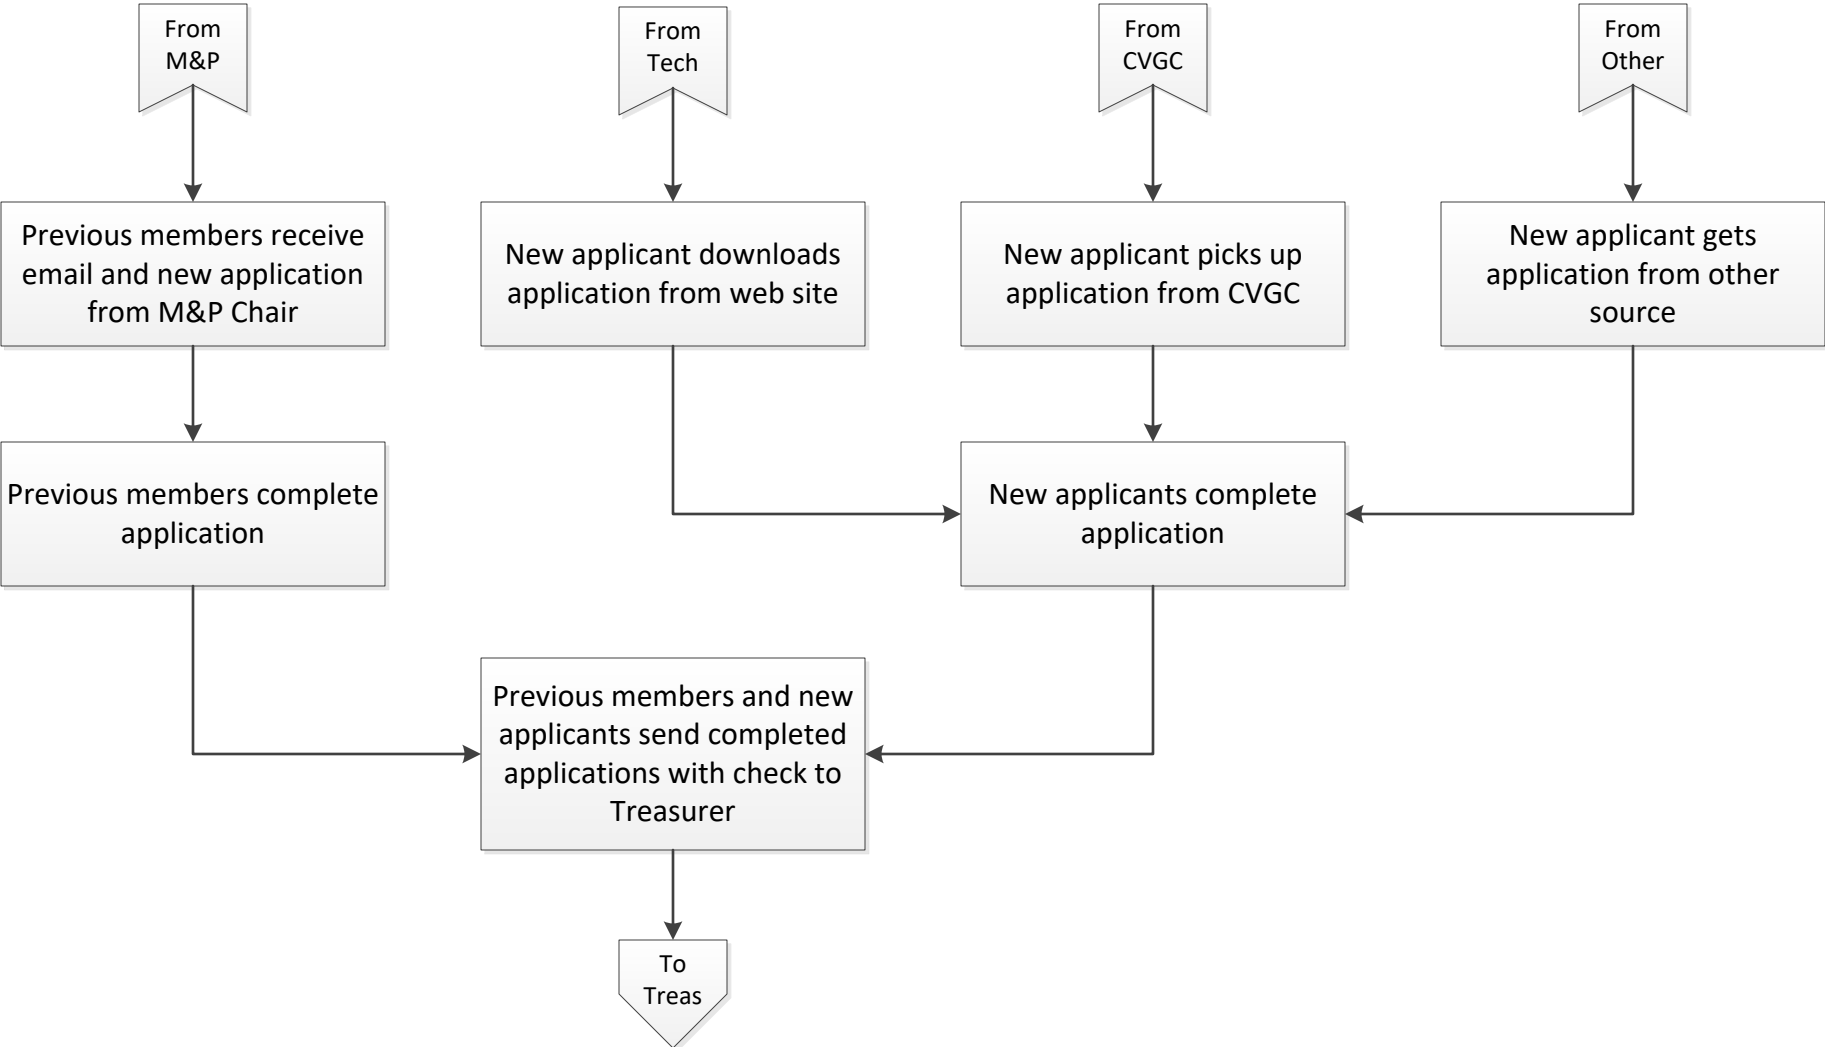 From
M&P
From
Tech
From
CVGC
From
Other
Previous members receive
email and new application
from M&P Chair
New applicant downloads
application from web site
New applicant picks up
application from CVGC
New applicant gets
application from other
source
Previous members complete
application
New applicants complete
application
Previous members and new
applicants send completed
applications with check to
Treasurer
To
Treas